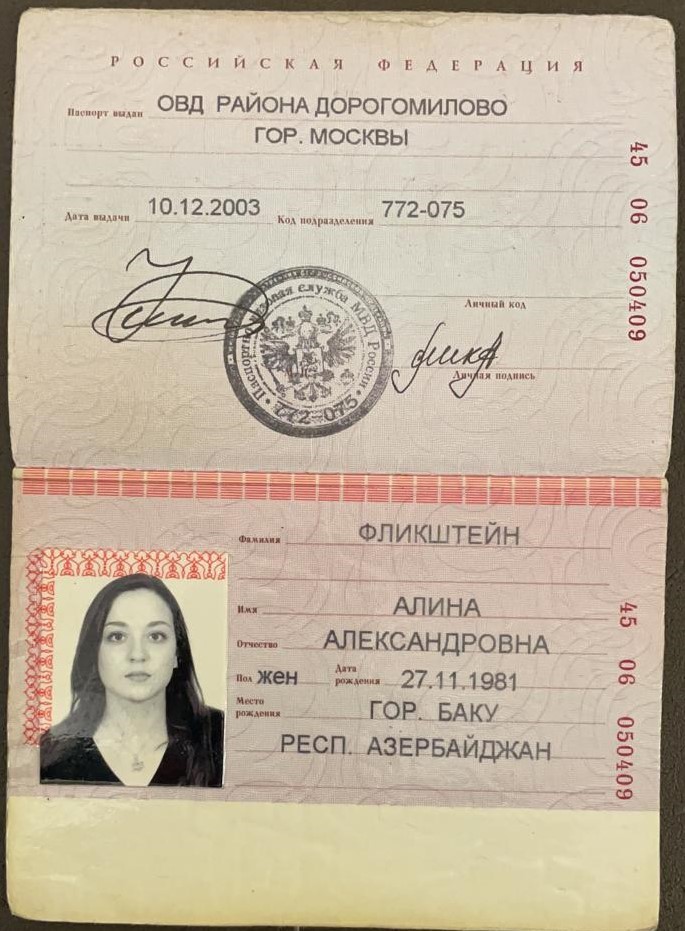 РОССИЙСКАЯ ФЕДЕРАЦИЯ
Паспорт выдан ОВД РАЙОНА ДОРОГОМИЛОВО
ГОР. МОСКВЫ
Дата выдачи 10.12.2003 Код подразделения 772-075
45 06 050409
Личный код
Личная подпись
Паспортно-визовая служба МВД России
772-075
Фамилия ФЛИКШТЕЙН
Имя АЛИНА
Отчество АЛЕКСАНДРОВНА
Пол ЖЕН Дата рождения 27.11.1981
Место рождения ГОР. БАКУ
РЕСП. АЗЕРБАЙДЖАН
45 06 050409